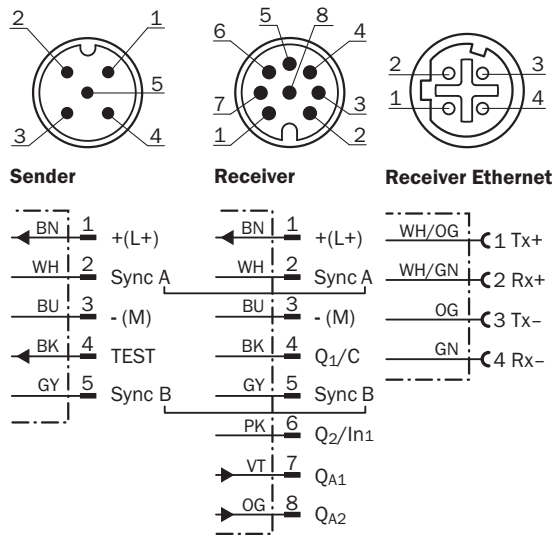 2 1
5
3 4
5 8
6 4
7 3
1 2
2 3
1 4
Sender
BN 1 +(L+)
WH 2 Sync A
BU 3 - (M)
BK 4 TEST
GY 5 Sync B
Receiver
BN 1 +(L+)
WH 2 Sync A
BU 3 - (M)
BK 4 Q1/C
GY 5 Sync B
PK 6 Q2/In1
VT 7 QA1
OG 8 QA2
Receiver Ethernet
WH/OG 1 Tx+
WH/GN 2 Rx+
OG 3 Tx–
GN 4 Rx–